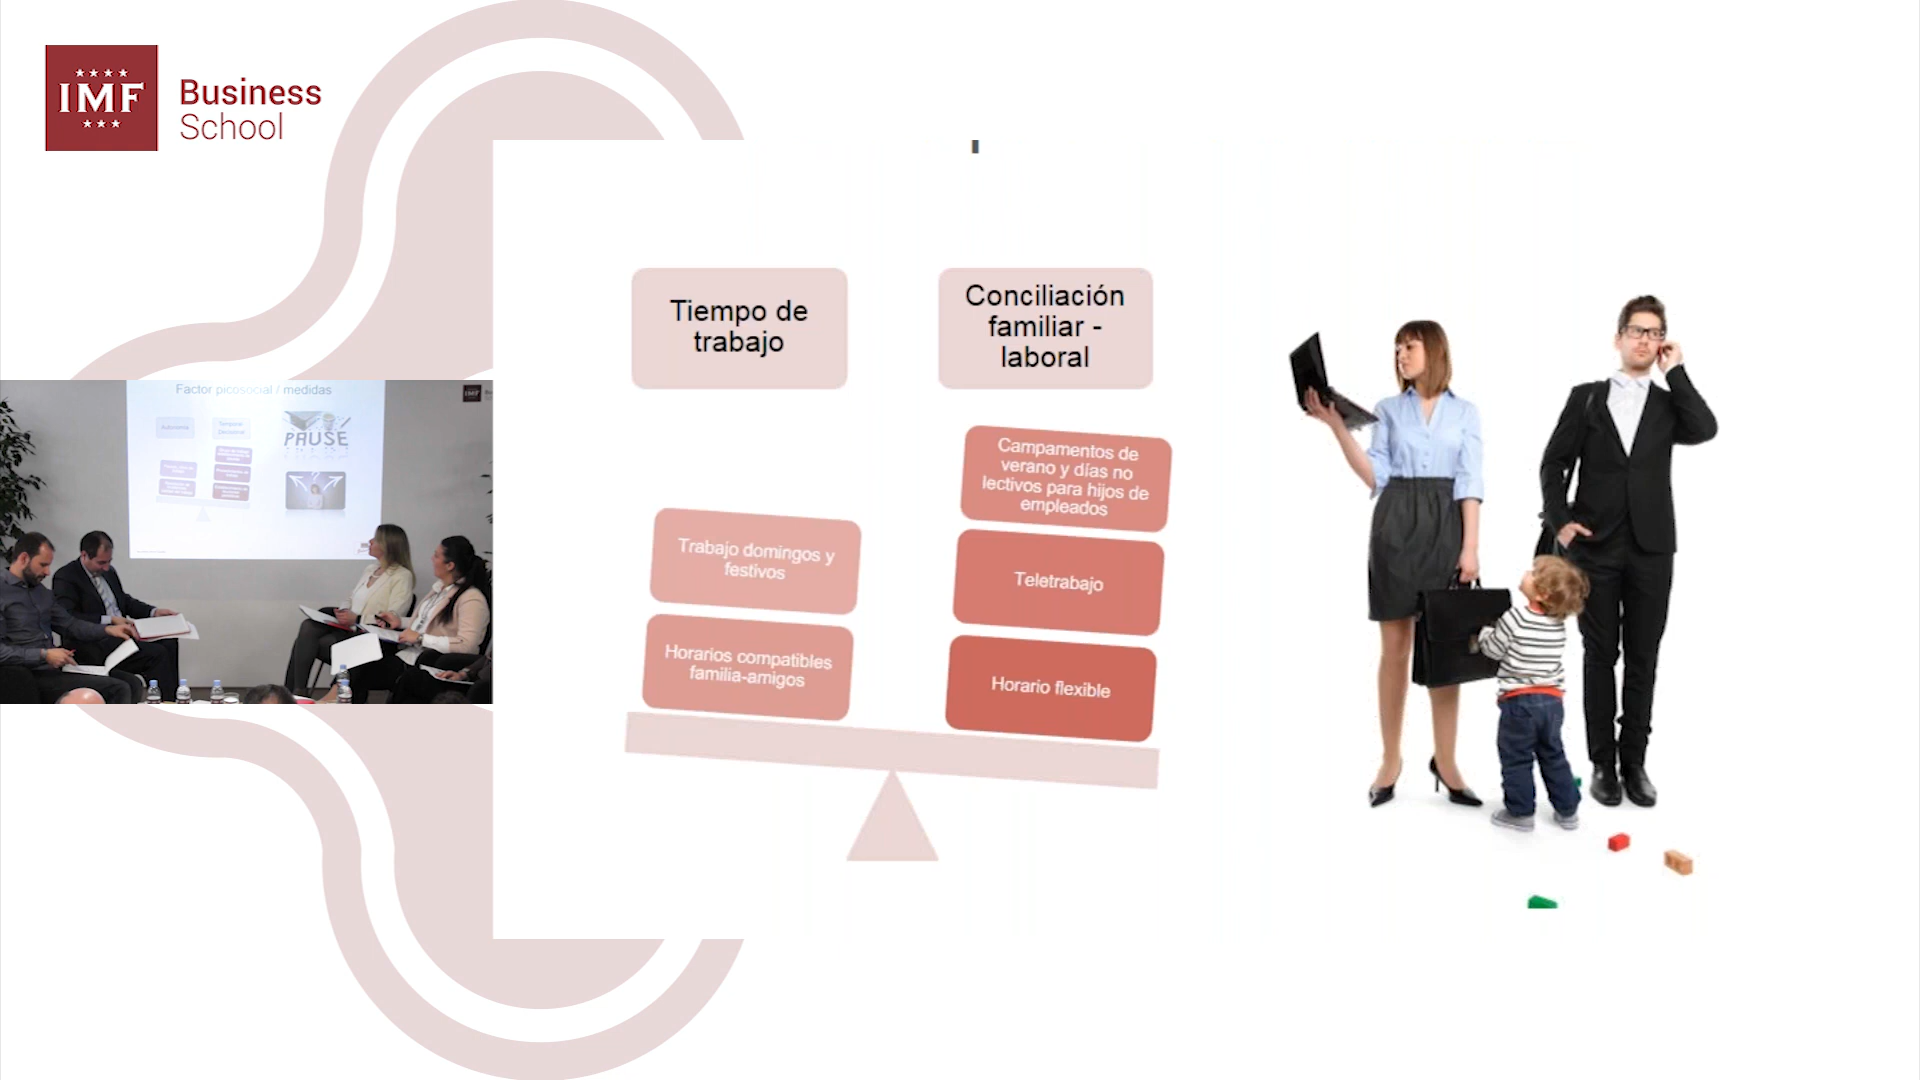 IMF
Business
School
Factor picosocial / medidas
PAUSE
IMF
Tiempo de
trabajo
Conciliación
familiar -
laboral
Campamentos de
verano y días no
lectivos para hijos de
empleados
Trabajo domingos y
festivos
Teletrabajo
Horarios compatibles
familia-amigos
Horario flexible